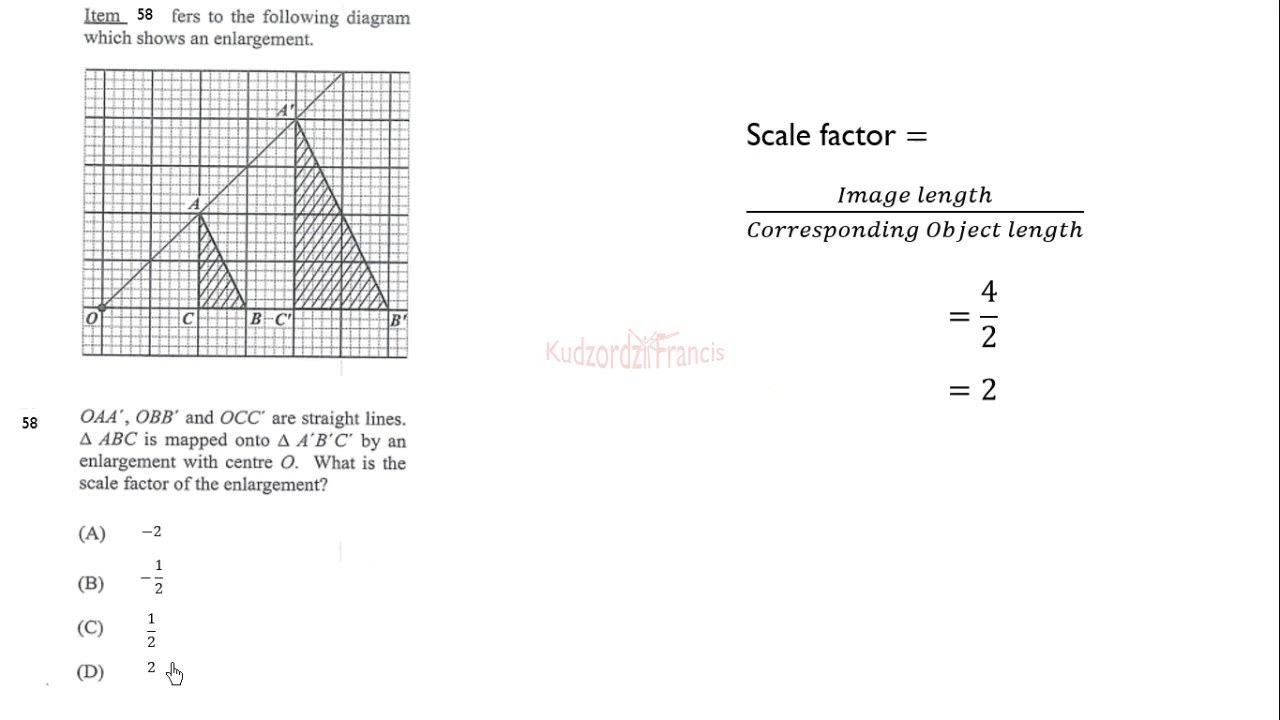 Item 58 fers to the following diagram
which shows an enlargement.
A'
A
O C B C' B'
58
OAA', OBB' and OCC' are straight lines.
Δ ABC is mapped onto Δ A'B'C' by an
enlargement with centre O. What is the
scale factor of the enlargement?
(A) −2
(B) −1/2
(C) 1/2
(D) 2
Scale factor =
Image length
Corresponding Object length
= 4/2
= 2
Kudzordzi Francis